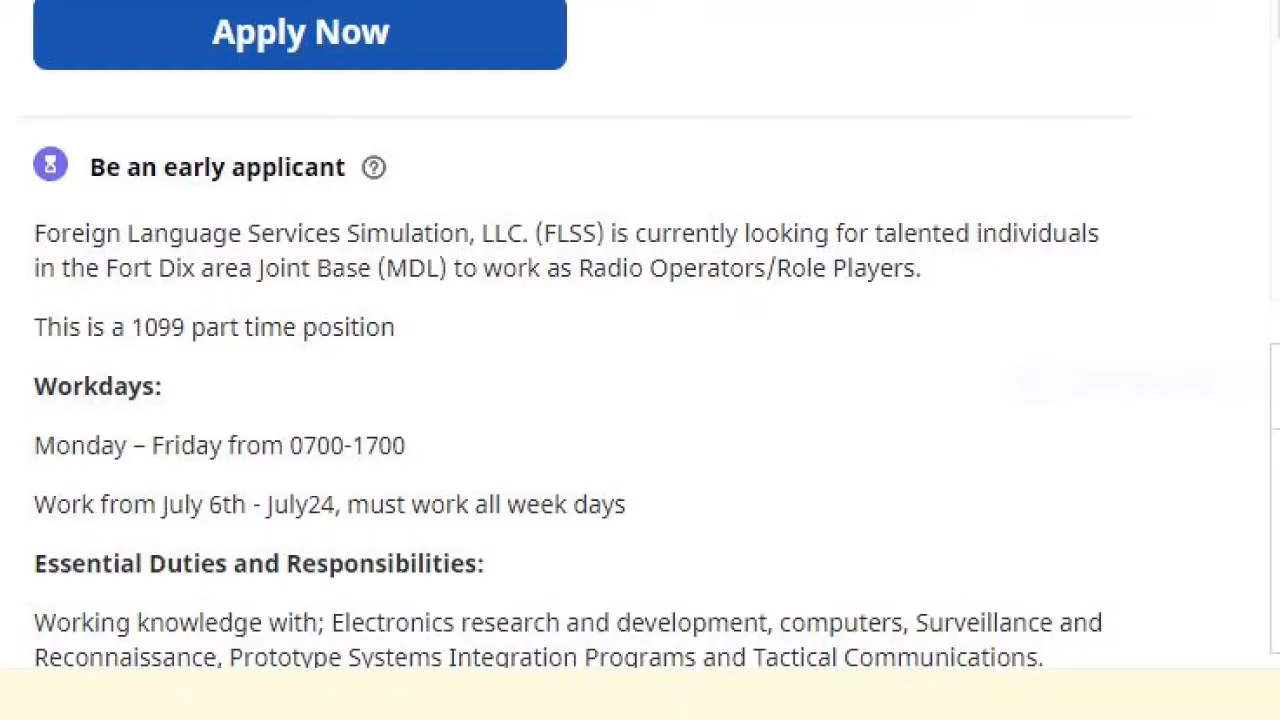 Apply Now
Be an early applicant
Foreign Language Services Simulation, LLC. (FLSS) is currently looking for talented individuals
in the Fort Dix area Joint Base (MDL) to work as Radio Operators/Role Players.
This is a 1099 part time position
Workdays:
Monday – Friday from 0700-1700
Work from July 6th - July24, must work all week days
Essential Duties and Responsibilities:
Working knowledge with; Electronics research and development, computers, Surveillance and
Reconnaissance, Prototype Systems Integration Programs and Tactical Communications.